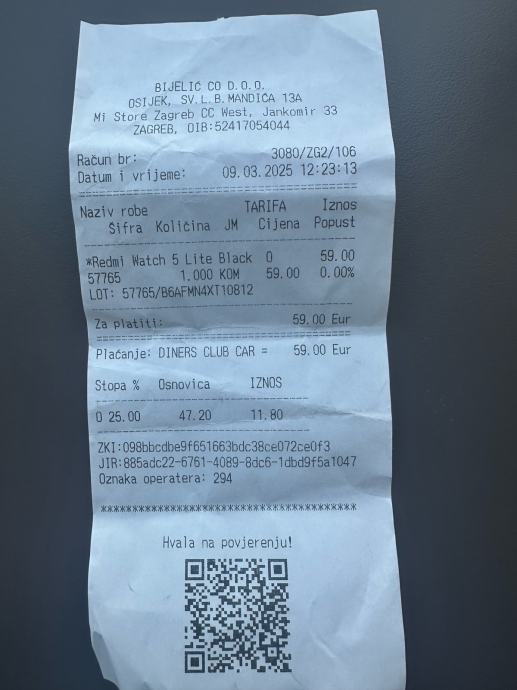 BIJELIĆ CO D.O.O.
OSIJEK, SV.L.B.MANDIĆA 13A
Mi Store Zagreb CC West, Jankomir 33
ZAGREB, OIB:52417054044
Račun br: 3080/ZG2/106
Datum i vrijeme: 09.03.2025 12:23:13
Naziv robe TARIFA Iznos
Šifra Količina JM Cijena Popust
*Redmi Watch 5 Lite Black O 59.00
57765 1.000 KOM 59.00 0.00%
LOT: 57765/B6AFMN4XT10812
Za platiti: 59.00 Eur
Plaćanje: DINERS CLUB CAR = 59.00 Eur
Stopa % Osnovica IZNOS
O 25.00 47.20 11.80
ZKI:098bbcdbe9f651663bdc38ce072ce0f3
JIR:885adc22-6761-4089-8dc6-1dbd9f5a1047
Oznaka operatera: 294
****************************************
Hvala na povjerenju!